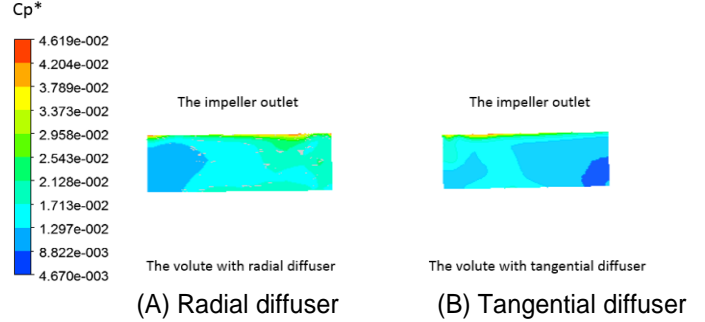 Cp*
4.619e-002
4.204e-002
3.789e-002
3.373e-002
2.958e-002
2.543e-002
2.128e-002
1.713e-002
1.297e-002
8.822e-003
4.670e-003
The impeller outlet
The impeller outlet
The volute with radial diffuser
The volute with tangential diffuser
(A) Radial diffuser
(B) Tangential diffuser